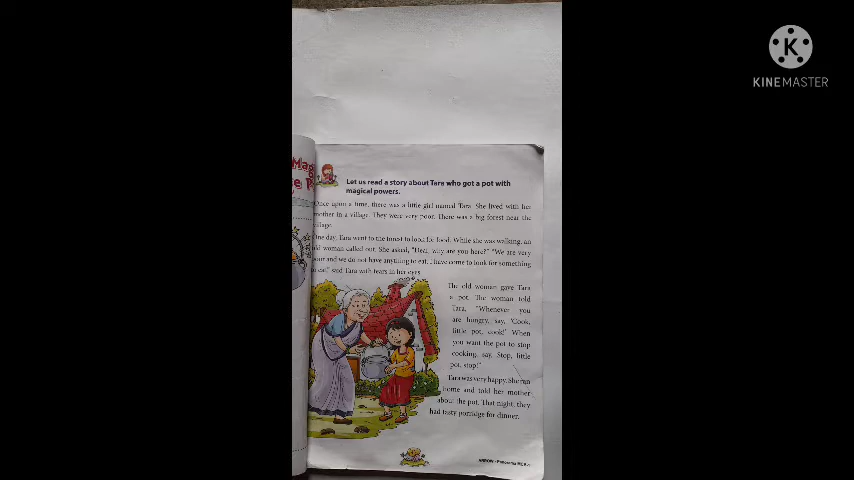 KINEMASTER
Let us read a story about Tara who got a pot with
magical powers.
Once upon a time, there was a little girl named Tara. She lived with her
mother in a village. They were very poor. There was a big forest near the
village.
One day, Tara went to the forest to look for food. While she was walking, an
old woman called out. She asked, "Dear, why are you here?" "We are very
poor and we do not have anything to eat. I have come to look for something
to eat!" said Tara with tears in her eyes.
The old woman gave Tara
a pot. The woman told
Tara, "Whenever you
are hungry, say, 'Cook,
little pot, cook!' When
you want the pot to stop
cooking, say, 'Stop, little
pot, stop!'"
Tara was very happy. She ran
home and told her mother
about the pot. That night, they
had tasty porridge for dinner.